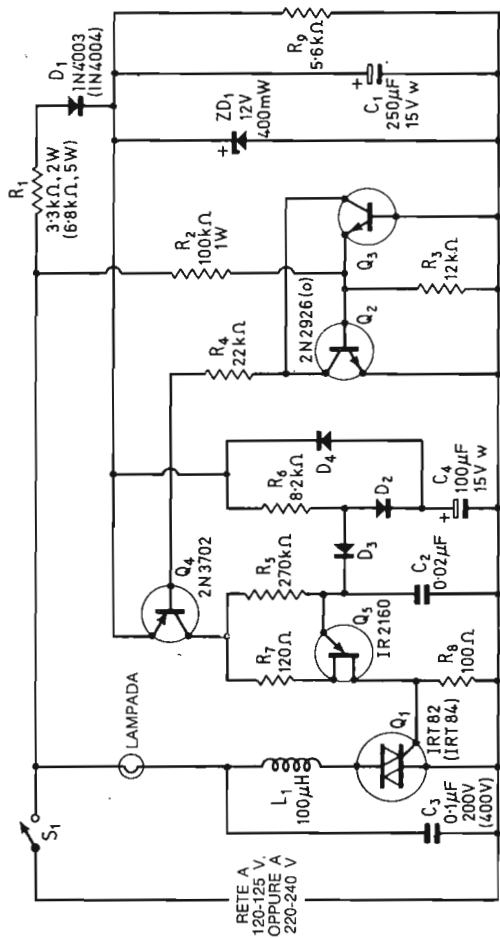 S1
RETE A
120-125 V.
OPPURE A
220-240 V
LAMPADA
L1
100µH
C3
0·1µF
200V
(400V)
Q1
IRT82
(IRT84)
R8
100Ω
R7
120Ω
Q5
IR2160
R5
270kΩ
C2
0·02µF
Q4
2N3702
D3
R6
8·2kΩ
D2
D4
C4
100µF
15V w
+
R4
22kΩ
2N2926(o)
Q2
R2
100kΩ
1W
Q3
R3
12kΩ
R1
3·3kΩ, 2W
(6·8kΩ, 5W)
D1
1N4003
(1N4004)
+
ZD1
12V
400mW
+
C1
250µF
15V w
R9
5·6kΩ